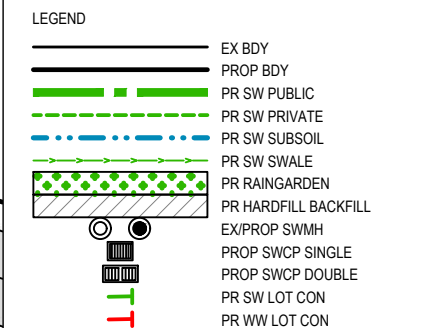 LEGEND
EX BDY
PROP BDY
PR SW PUBLIC
PR SW PRIVATE
PR SW SUBSOIL
PR SW SWALE
PR RAINGARDEN
PR HARDFILL BACKFILL
EX/PROP SWMH
PROP SWCP SINGLE
PROP SWCP DOUBLE
PR SW LOT CON
PR WW LOT CON